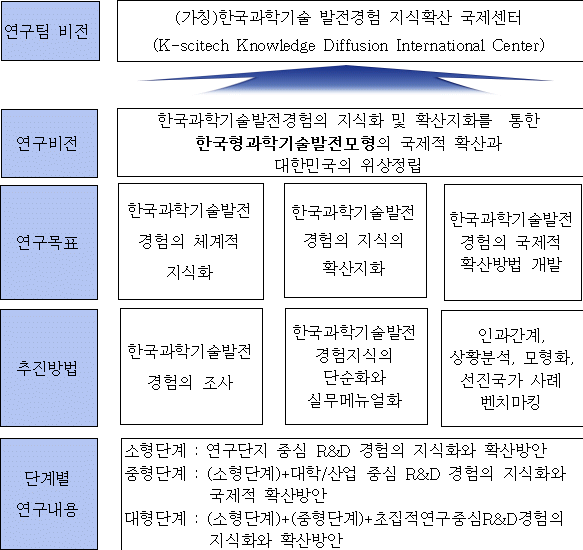 연구팀 비전
(가칭)한국과학기술 발전경험 지식확산 국제센터
(K-scitech Knowledge Diffusion International Center)
연구비전
한국과학기술발전경험의 지식화 및 확산지화를 통한
한국형과학기술발전모형의 국제적 확산과
대한민국의 위상정립
연구목표
한국과학기술발전
경험의 체계적
지식화
한국과학기술발전
경험의 지식의
확산지화
한국과학기술발전
경험의 국제적
확산방법 개발
추진방법
한국과학기술발전
경험의 조사
한국과학기술발전
경험지식의
단순화와
실무메뉴얼화
인과간계,
상황분석, 모형화,
선진국가 사례
벤치마킹
단계별
연구내용
소형단계 : 연구단지 중심 R&D 경험의 지식화와 확산방안
중형단계 : (소형단계)+대학/산업 중심 R&D 경험의 지식화와
국제적 확산방안
대형단계 : (소형단계)+(중형단계)+초집적연구중심R&D경험의
지식화와 확산방안